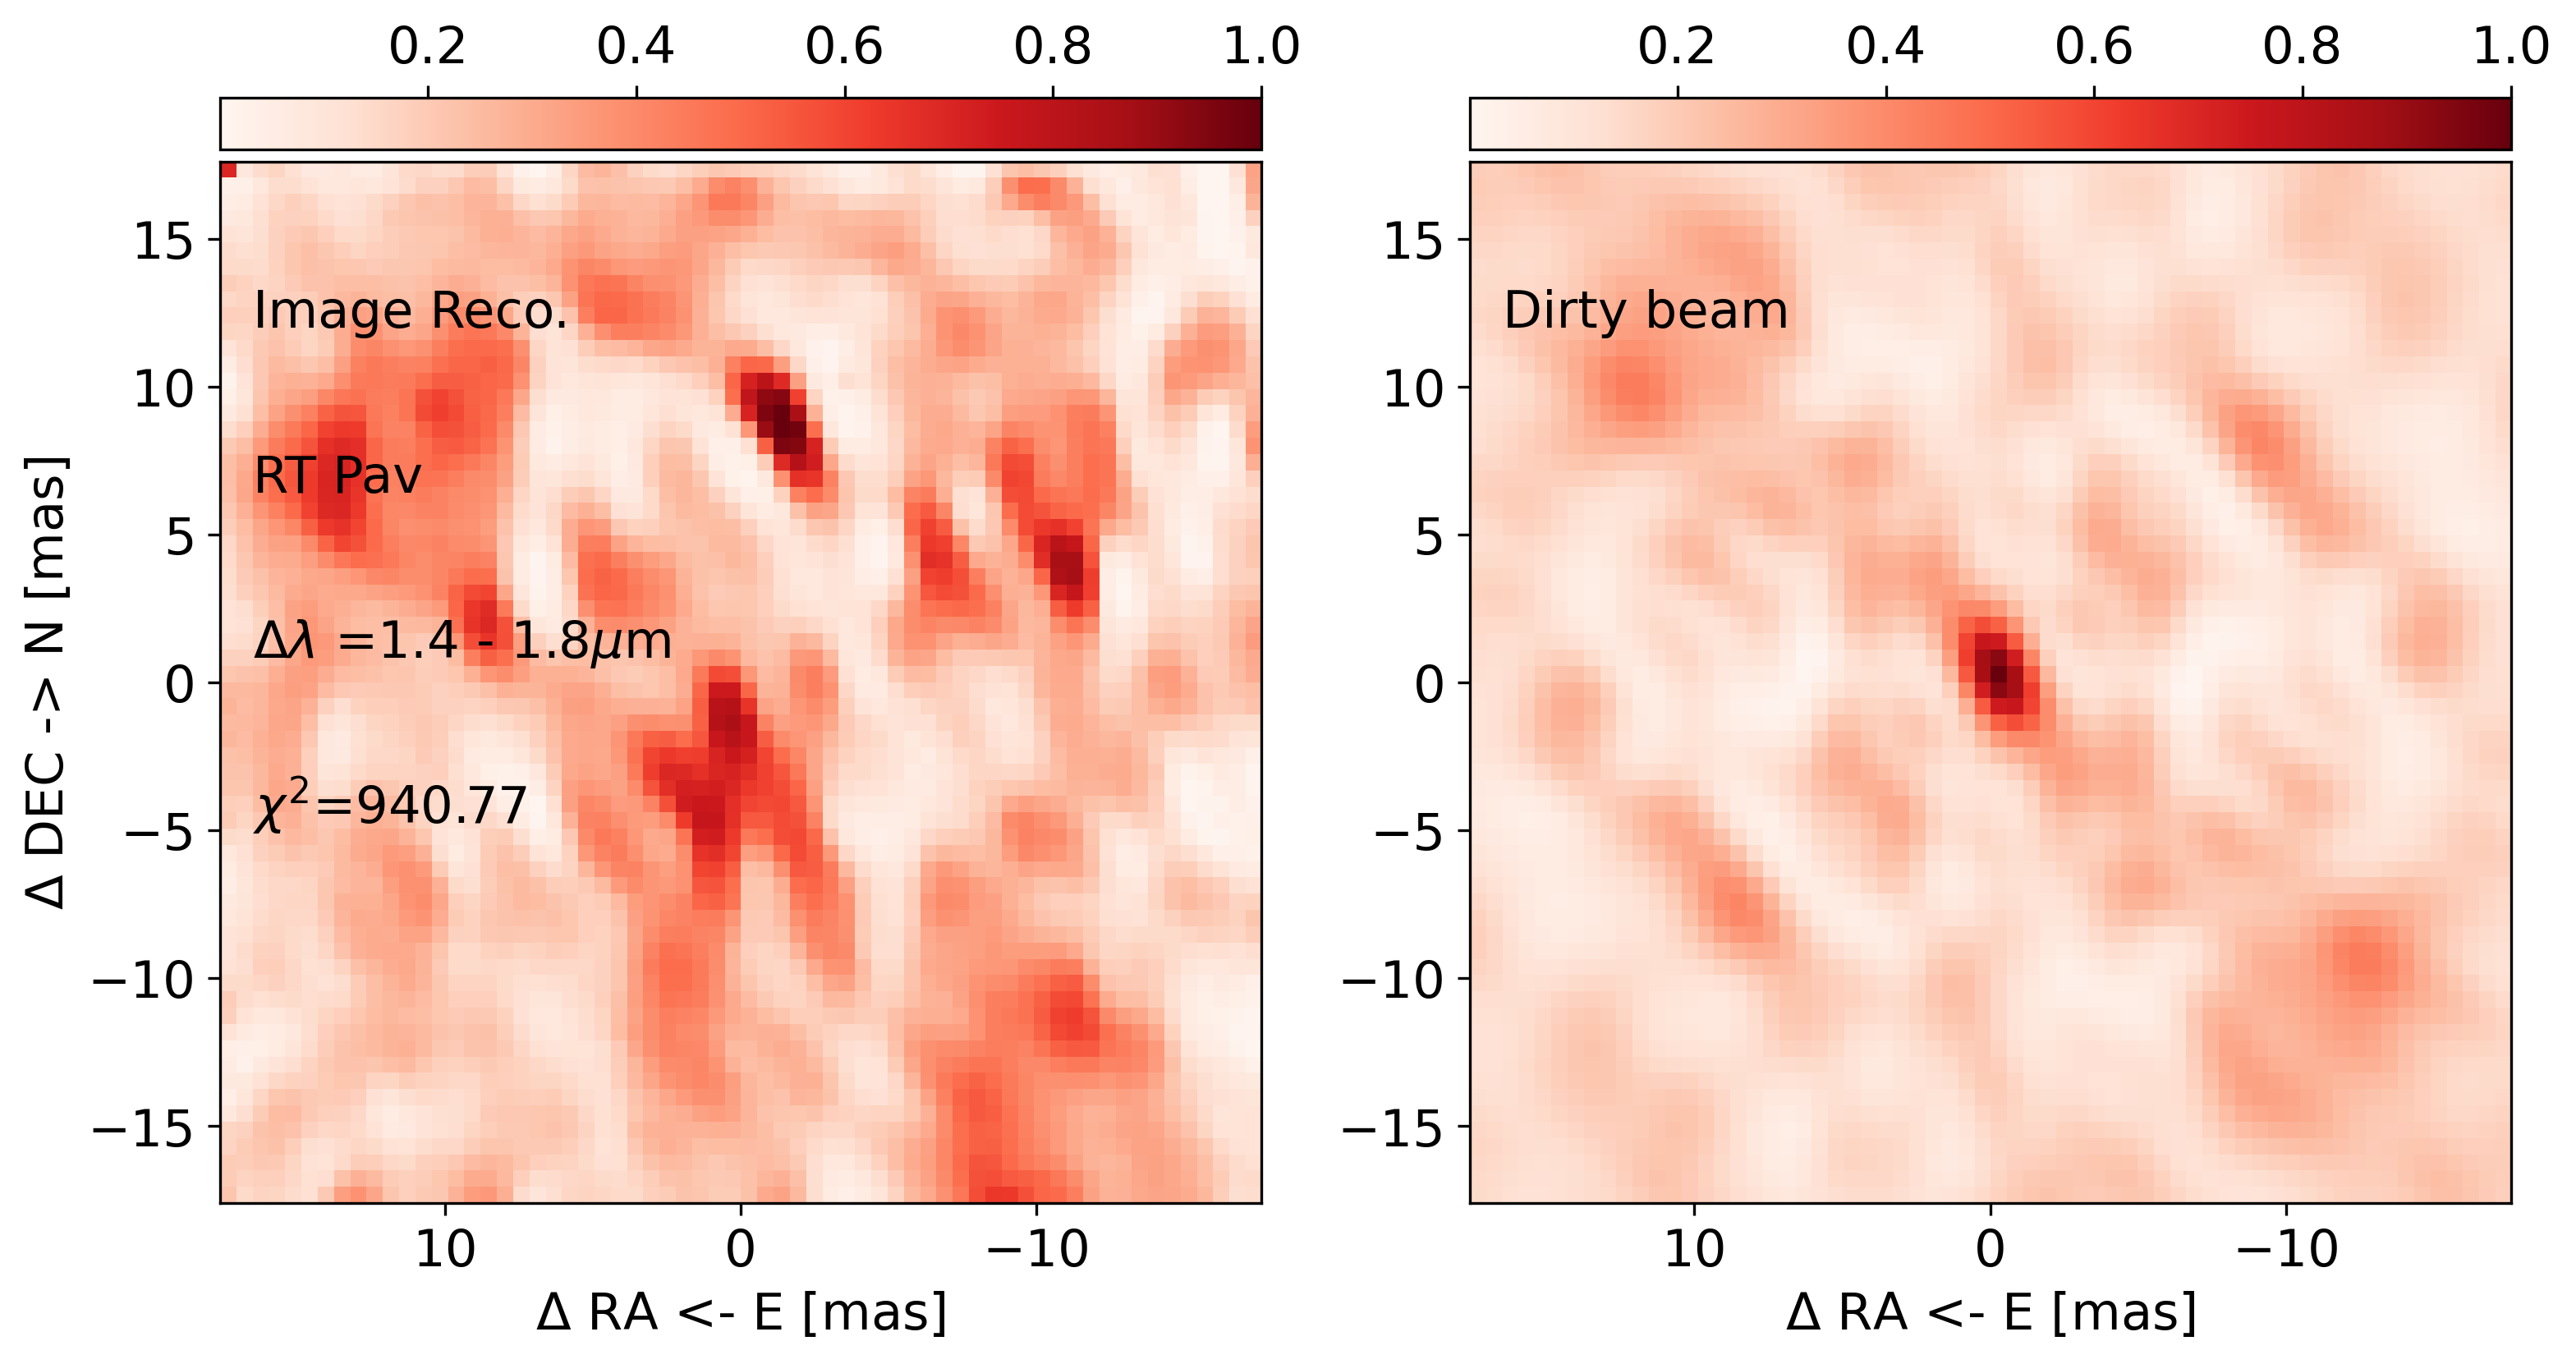 0.2 0.4 0.6 0.8 1.0
15
10
5
0
−5
−10
−15
Δ DEC -> N [mas]
Image Reco.
RT Pav
Δλ =1.4 - 1.8μm
χ²=940.77
10 0 −10
Δ RA <- E [mas]
0.2 0.4 0.6 0.8 1.0
15
10
5
0
−5
−10
−15
Dirty beam
10 0 −10
Δ RA <- E [mas]